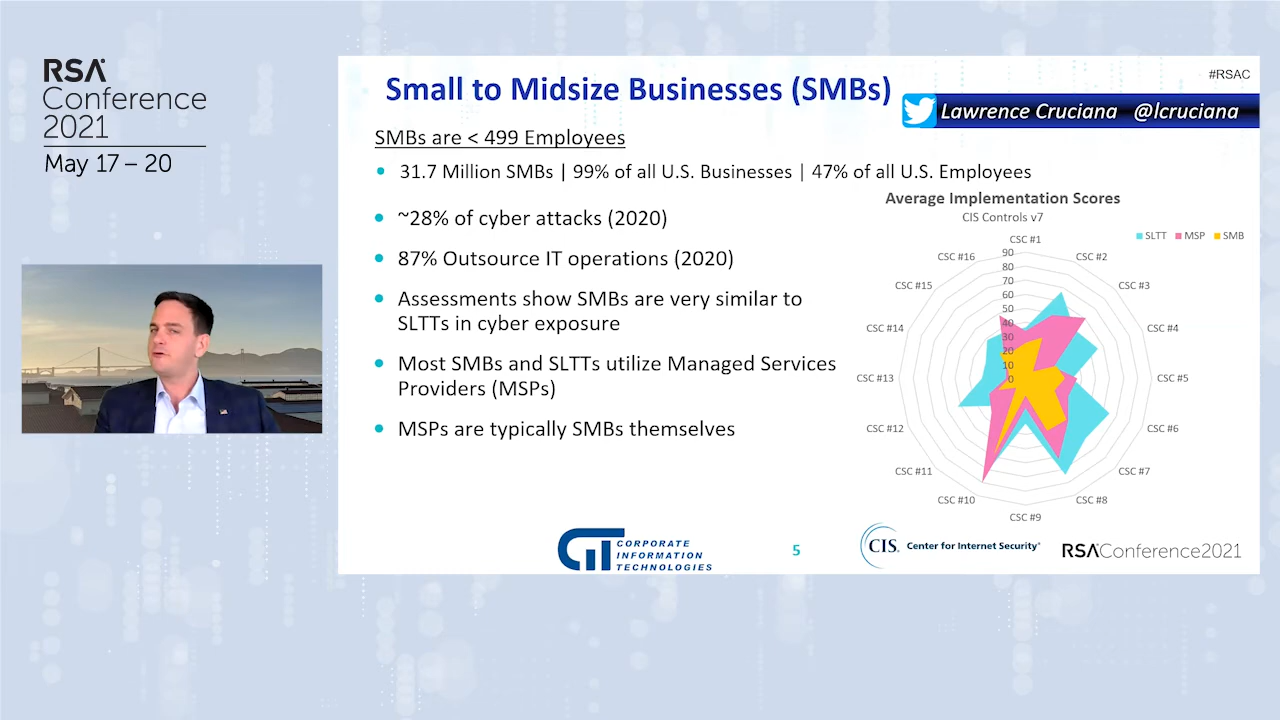 RSA
Conference
2021
May 17 – 20
#RSAC
Small to Midsize Businesses (SMBs)
Lawrence Cruciana @lcruciana
SMBs are < 499 Employees
• 31.7 Million SMBs | 99% of all U.S. Businesses | 47% of all U.S. Employees
• ~28% of cyber attacks (2020)
• 87% Outsource IT operations (2020)
• Assessments show SMBs are very similar to
SLTTs in cyber exposure
• Most SMBs and SLTTs utilize Managed Services
Providers (MSPs)
• MSPs are typically SMBs themselves
Average Implementation Scores
CIS Controls v7
SLTT MSP SMB
CSC #1
CSC #2
CSC #3
CSC #4
CSC #5
CSC #6
CSC #7
CSC #8
CSC #9
CSC #10
CSC #11
CSC #12
CSC #13
CSC #14
CSC #15
CSC #16
90
80
70
60
50
40
30
20
10
0
CIT
CORPORATE
INFORMATION
TECHNOLOGIES
5
CIS. Center for Internet Security®
RSAConference2021